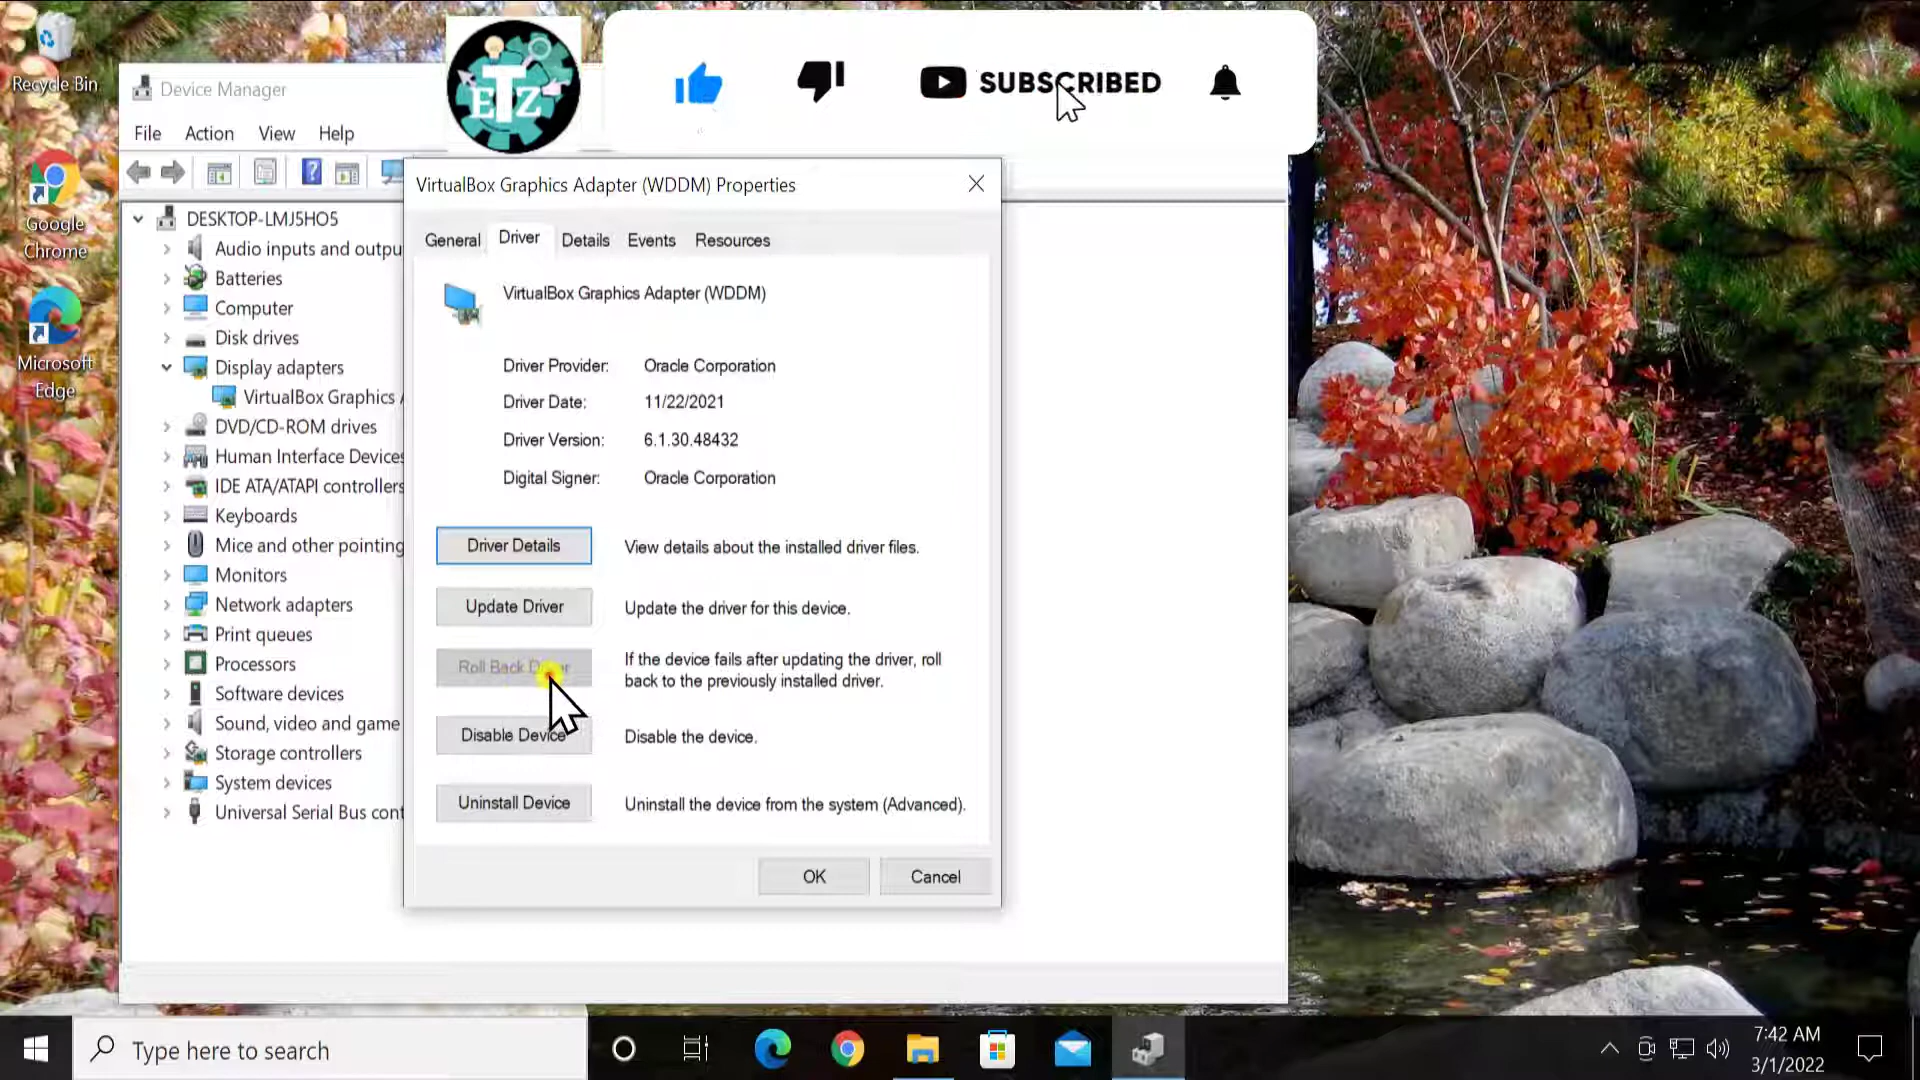 Recycle Bin
Google
Chrome
Microsoft
Edge
Device Manager
File Action View Help
ETZ
SUBSCRIBED
DESKTOP-LMJ5HO5
Audio inputs and outpu
Batteries
Computer
Disk drives
Display adapters
VirtualBox Graphics A
DVD/CD-ROM drives
Human Interface Devices
IDE ATA/ATAPI controllers
Keyboards
Mice and other pointing
Monitors
Network adapters
Print queues
Processors
Software devices
Sound, video and game
Storage controllers
System devices
Universal Serial Bus cont
VirtualBox Graphics Adapter (WDDM) Properties
General Driver Details Events Resources
VirtualBox Graphics Adapter (WDDM)
Driver Provider: Oracle Corporation
Driver Date: 11/22/2021
Driver Version: 6.1.30.48432
Digital Signer: Oracle Corporation
Driver Details View details about the installed driver files.
Update Driver Update the driver for this device.
Roll Back Driver If the device fails after updating the driver, roll
back to the previously installed driver.
Disable Device Disable the device.
Uninstall Device Uninstall the device from the system (Advanced).
OK Cancel
Type here to search
7:42 AM
3/1/2022